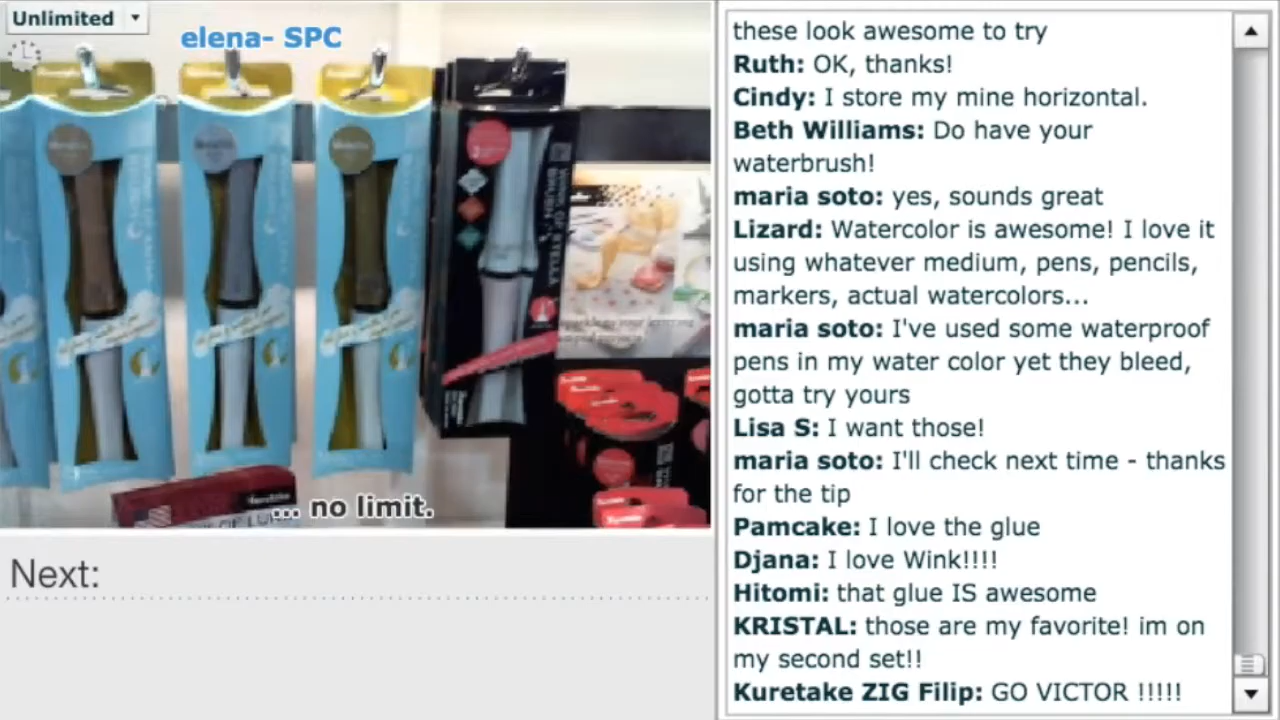 Unlimited
elena- SPC
... no limit.
Next:
these look awesome to try
Ruth: OK, thanks!
Cindy: I store my mine horizontal.
Beth Williams: Do have your
waterbrush!
maria soto: yes, sounds great
Lizard: Watercolor is awesome! I love it
using whatever medium, pens, pencils,
markers, actual watercolors...
maria soto: I've used some waterproof
pens in my water color yet they bleed,
gotta try yours
Lisa S: I want those!
maria soto: I'll check next time - thanks
for the tip
Pamcake: I love the glue
Djana: I love Wink!!!!
Hitomi: that glue IS awesome
KRISTAL: those are my favorite! im on
my second set!!
Kuretake ZIG Filip: GO VICTOR !!!!!